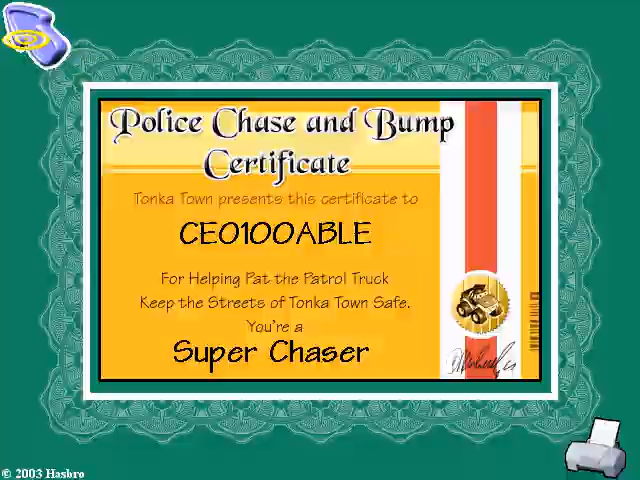 Police Chase and Bump
Certificate
Tonka Town presents this certificate to
CEO100ABLE
For Helping Pat the Patrol Truck
Keep the Streets of Tonka Town Safe.
You're a
Super Chaser
© 2003 Hasbro